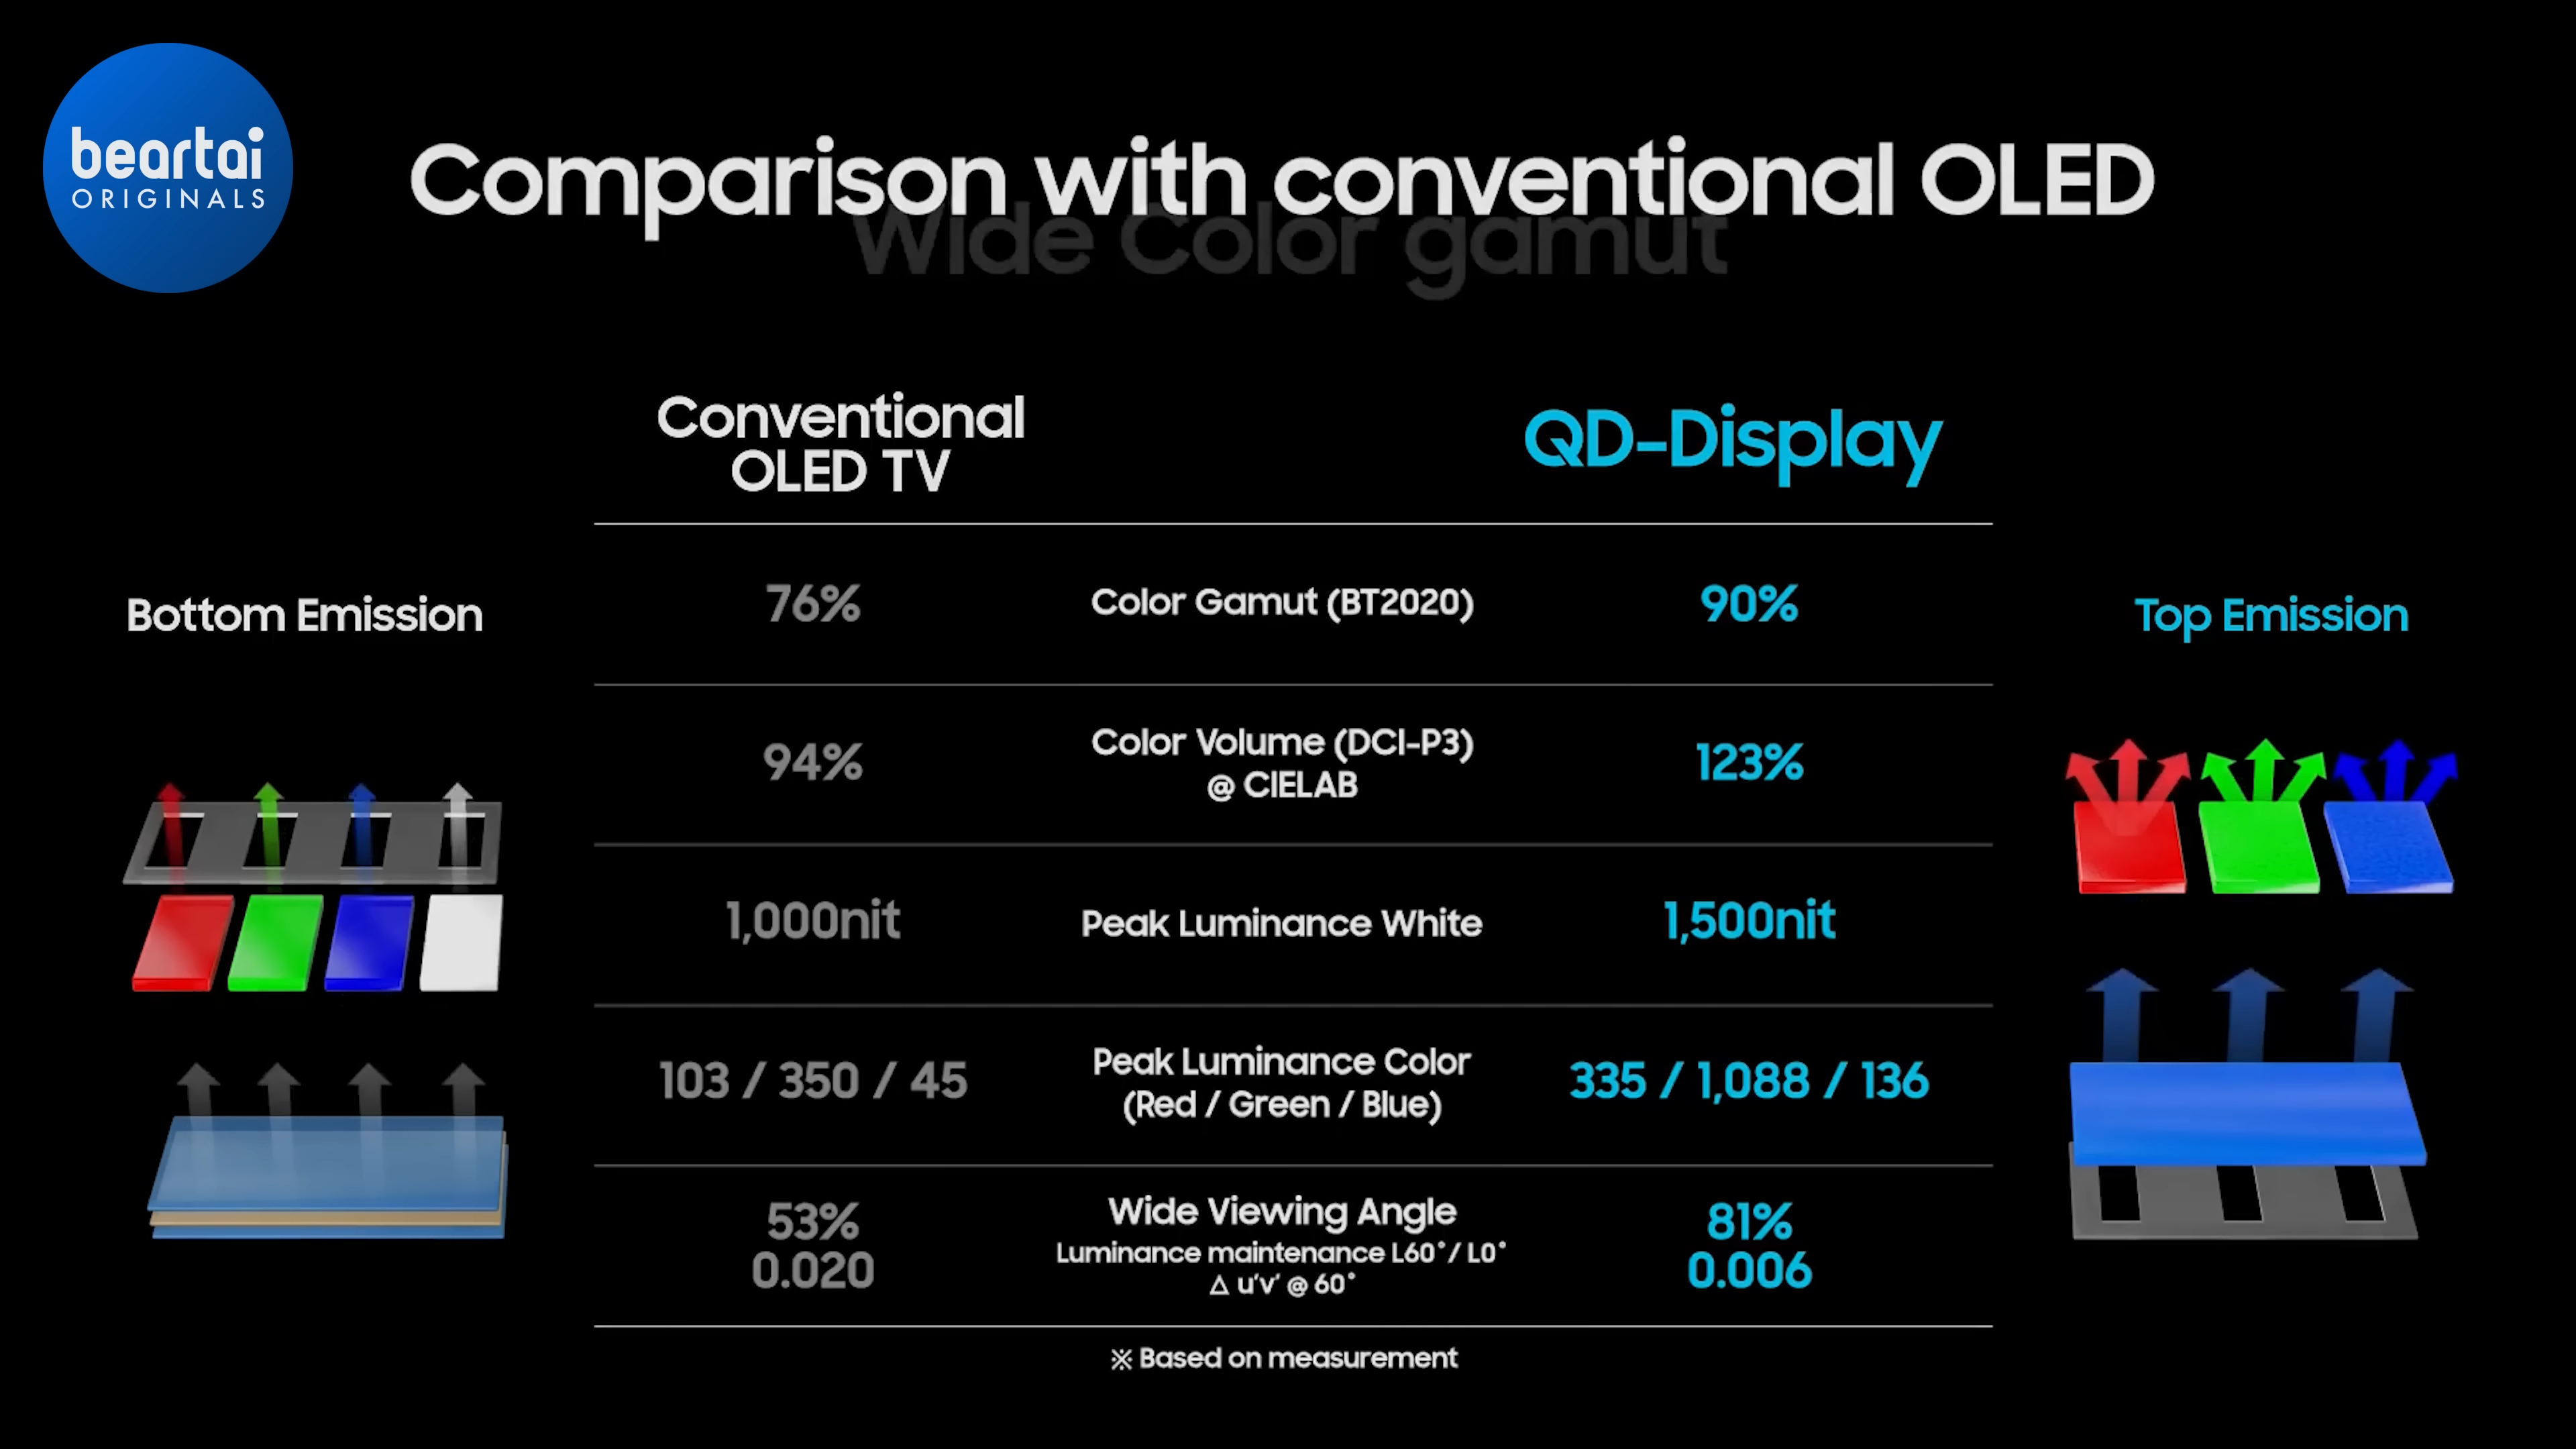 beartai
ORIGINALS
Comparison with conventional OLED
Wide Color gamut
Conventional
OLED TV
QD-Display
Bottom Emission
76%
Color Gamut (BT2020)
90%
Top Emission
94%
Color Volume (DCI-P3)
@ CIELAB
123%
1,000nit
Peak Luminance White
1,500nit
103 / 350 / 45
Peak Luminance Color
(Red / Green / Blue)
335 / 1,088 / 136
53%
0.020
Wide Viewing Angle
Luminance maintenance L60°/ L0°
Δ u'v' @ 60°
81%
0.006
※ Based on measurement